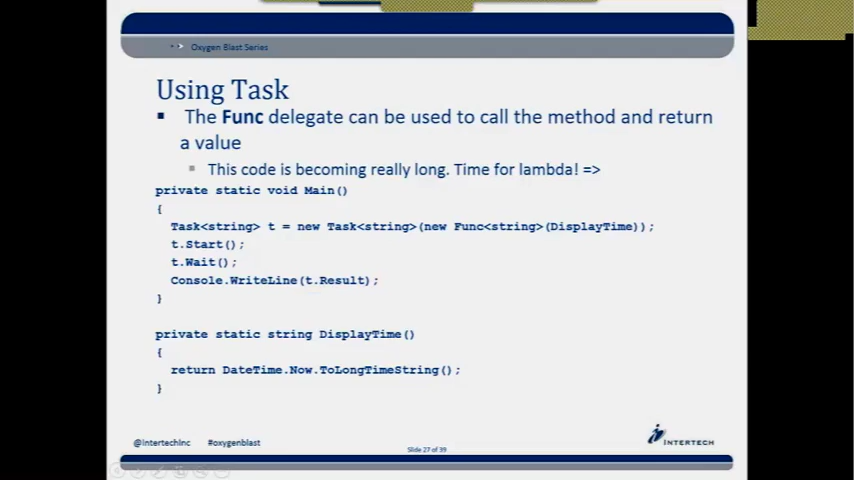 Oxygen Blast Series
Using Task
The Func delegate can be used to call the method and return
a value
This code is becoming really long. Time for lambda! =>
private static void Main()
{
Task<string> t = new Task<string>(new Func<string>(DisplayTime));
t.Start();
t.Wait();
Console.WriteLine(t.Result);
}
private static string DisplayTime()
{
return DateTime.Now.ToLongTimeString();
}
@IntertechInc #oxygenblast
Slide 27 of 39
INTERTECH